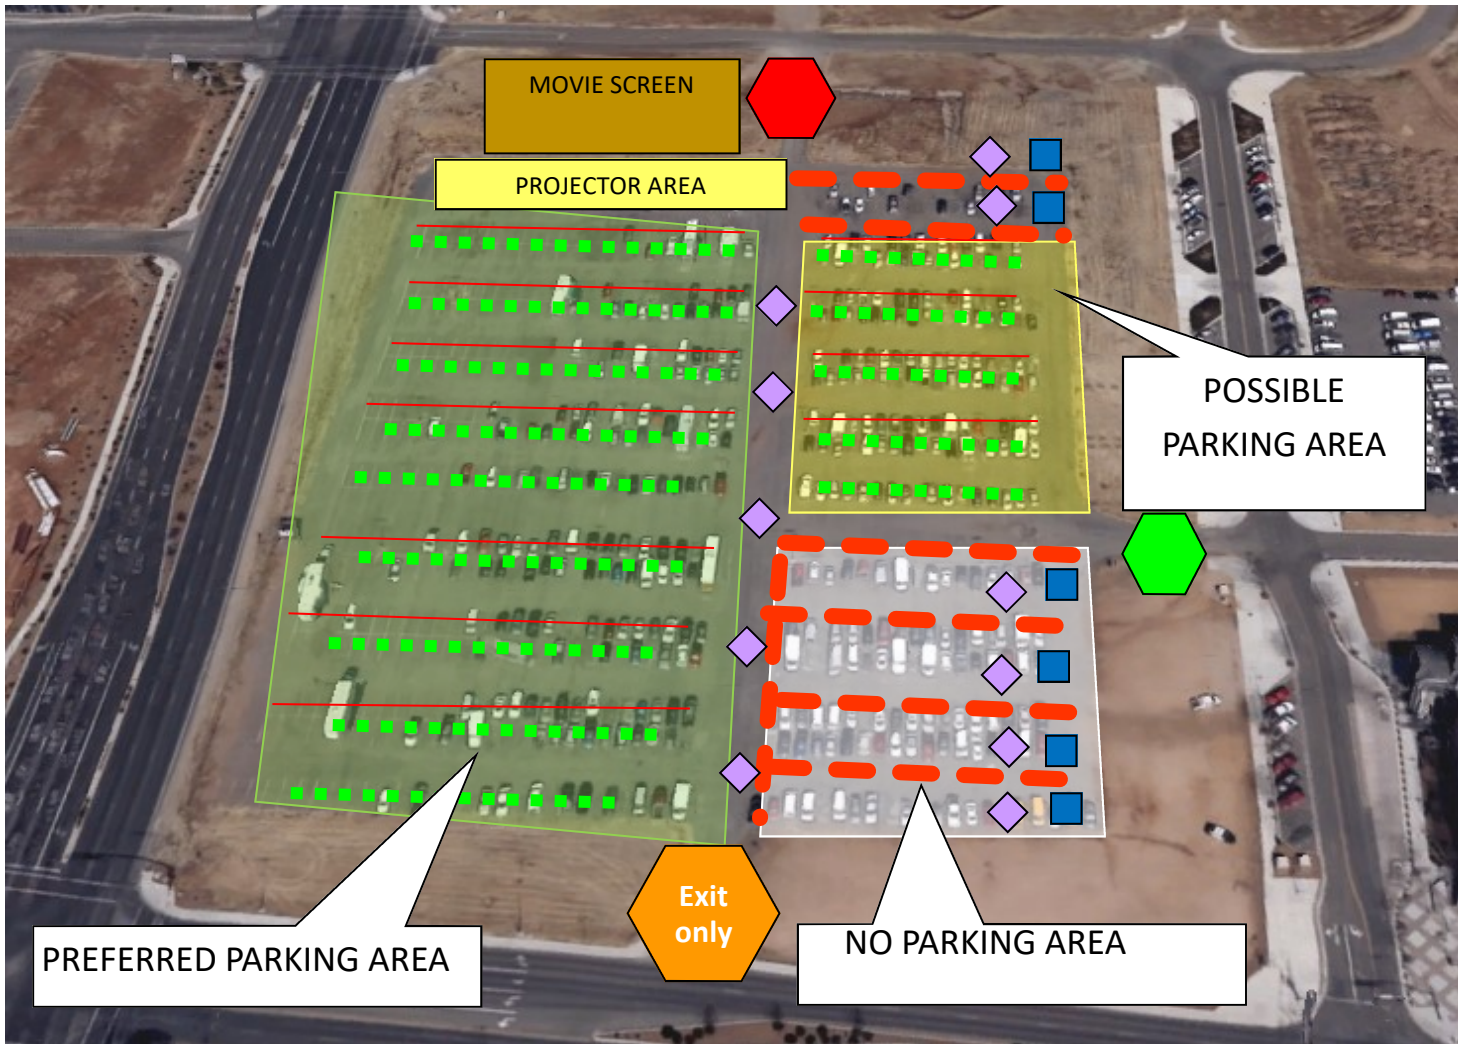 MOVIE SCREEN
PROJECTOR AREA
POSSIBLE
PARKING AREA
Exit
only
PREFERRED PARKING AREA
NO PARKING AREA